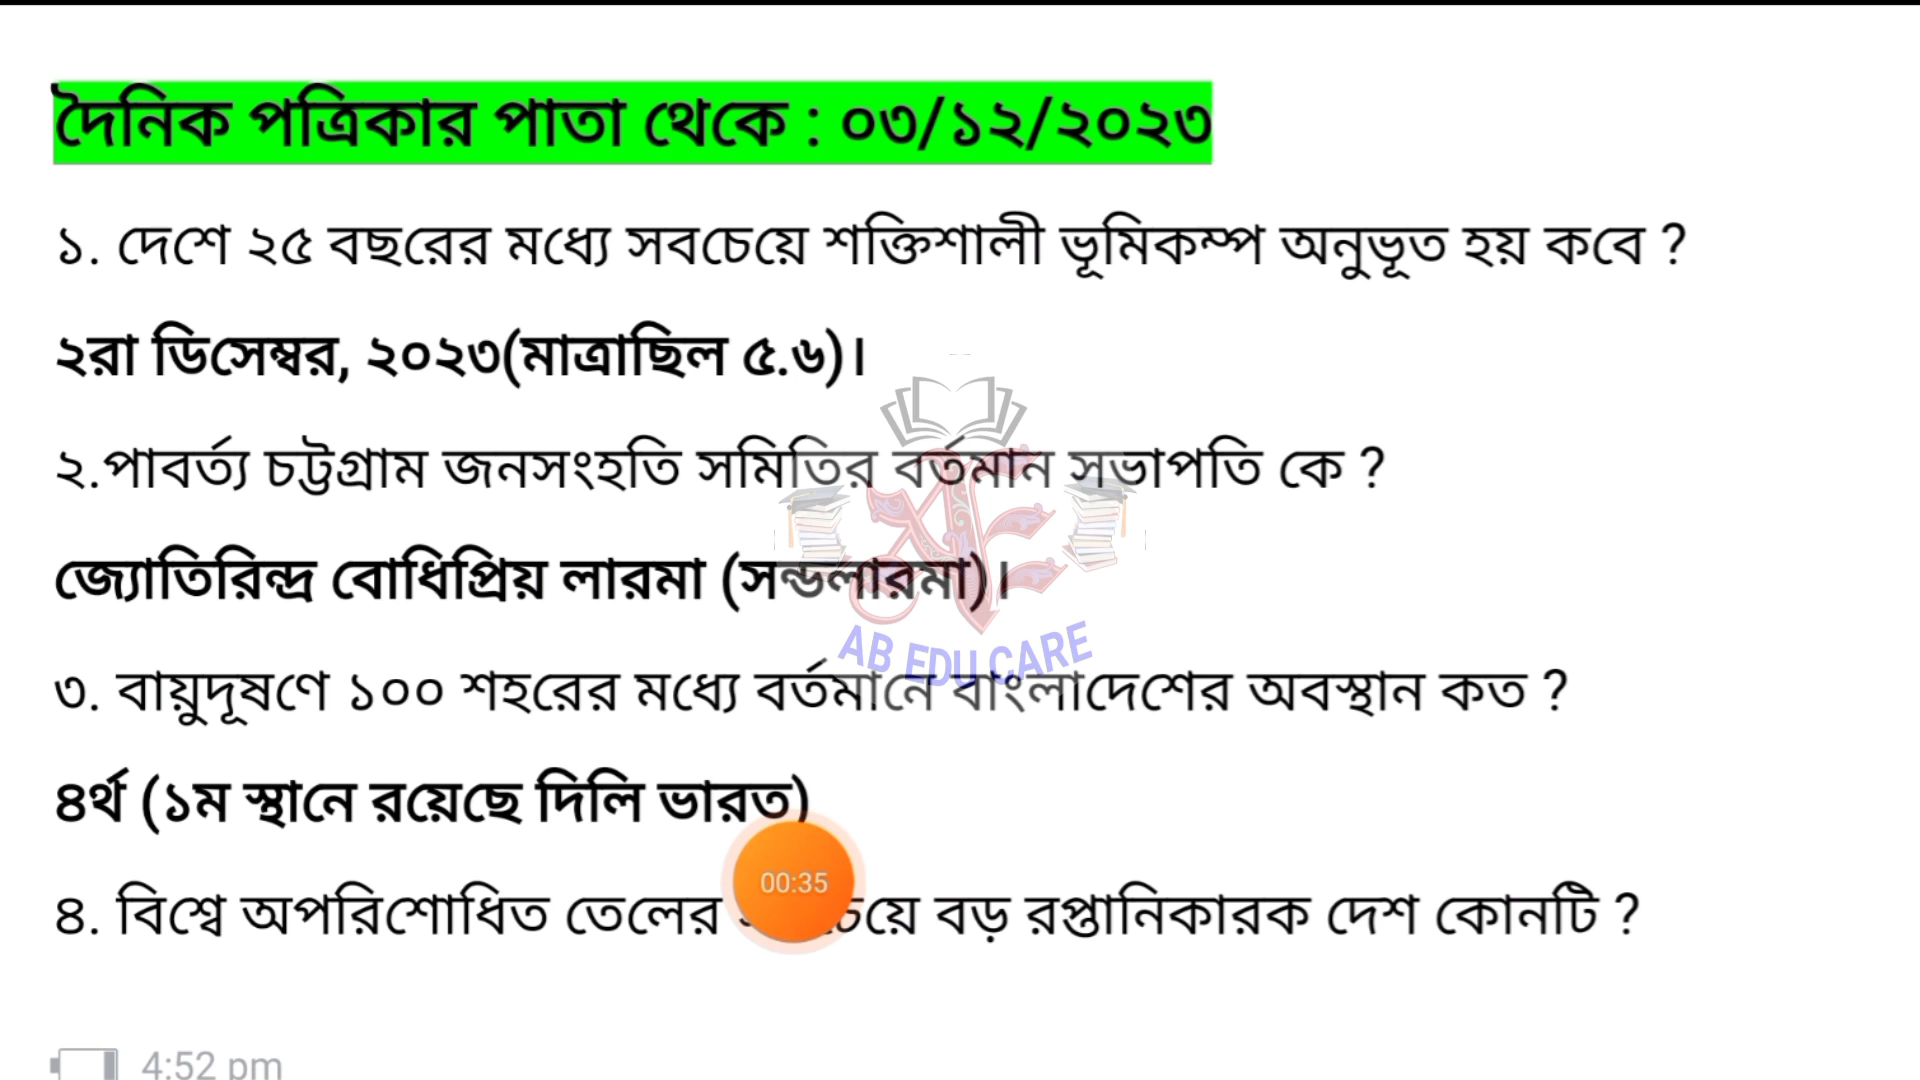 দৈনিক পত্রিকার পাতা থেকে : ০৩/১২/২০২৩
১. দেশে ২৫ বছরের মধ্যে সবচেয়ে শক্তিশালী ভূমিকম্প অনুভূত হয় কবে ?
২রা ডিসেম্বর, ২০২৩(মাত্রাছিল ৫.৬)।
২.পাবর্ত্য চট্টগ্রাম জনসংহতি সমিতির বর্তমান সভাপতি কে ?
জ্যোতিরিন্দ্র বোধিপ্রিয় লারমা (সন্তুলারমা)।
AB EDU CARE
৩. বায়ুদূষণে ১০০ শহরের মধ্যে বর্তমানে বাংলাদেশের অবস্থান কত ?
৪র্থ (১ম স্থানে রয়েছে দিলি ভারত)
00:35
৪. বিশ্বে অপরিশোধিত তেলের বড় রপ্তানিকারক দেশ কোনটি ?
4:52 pm